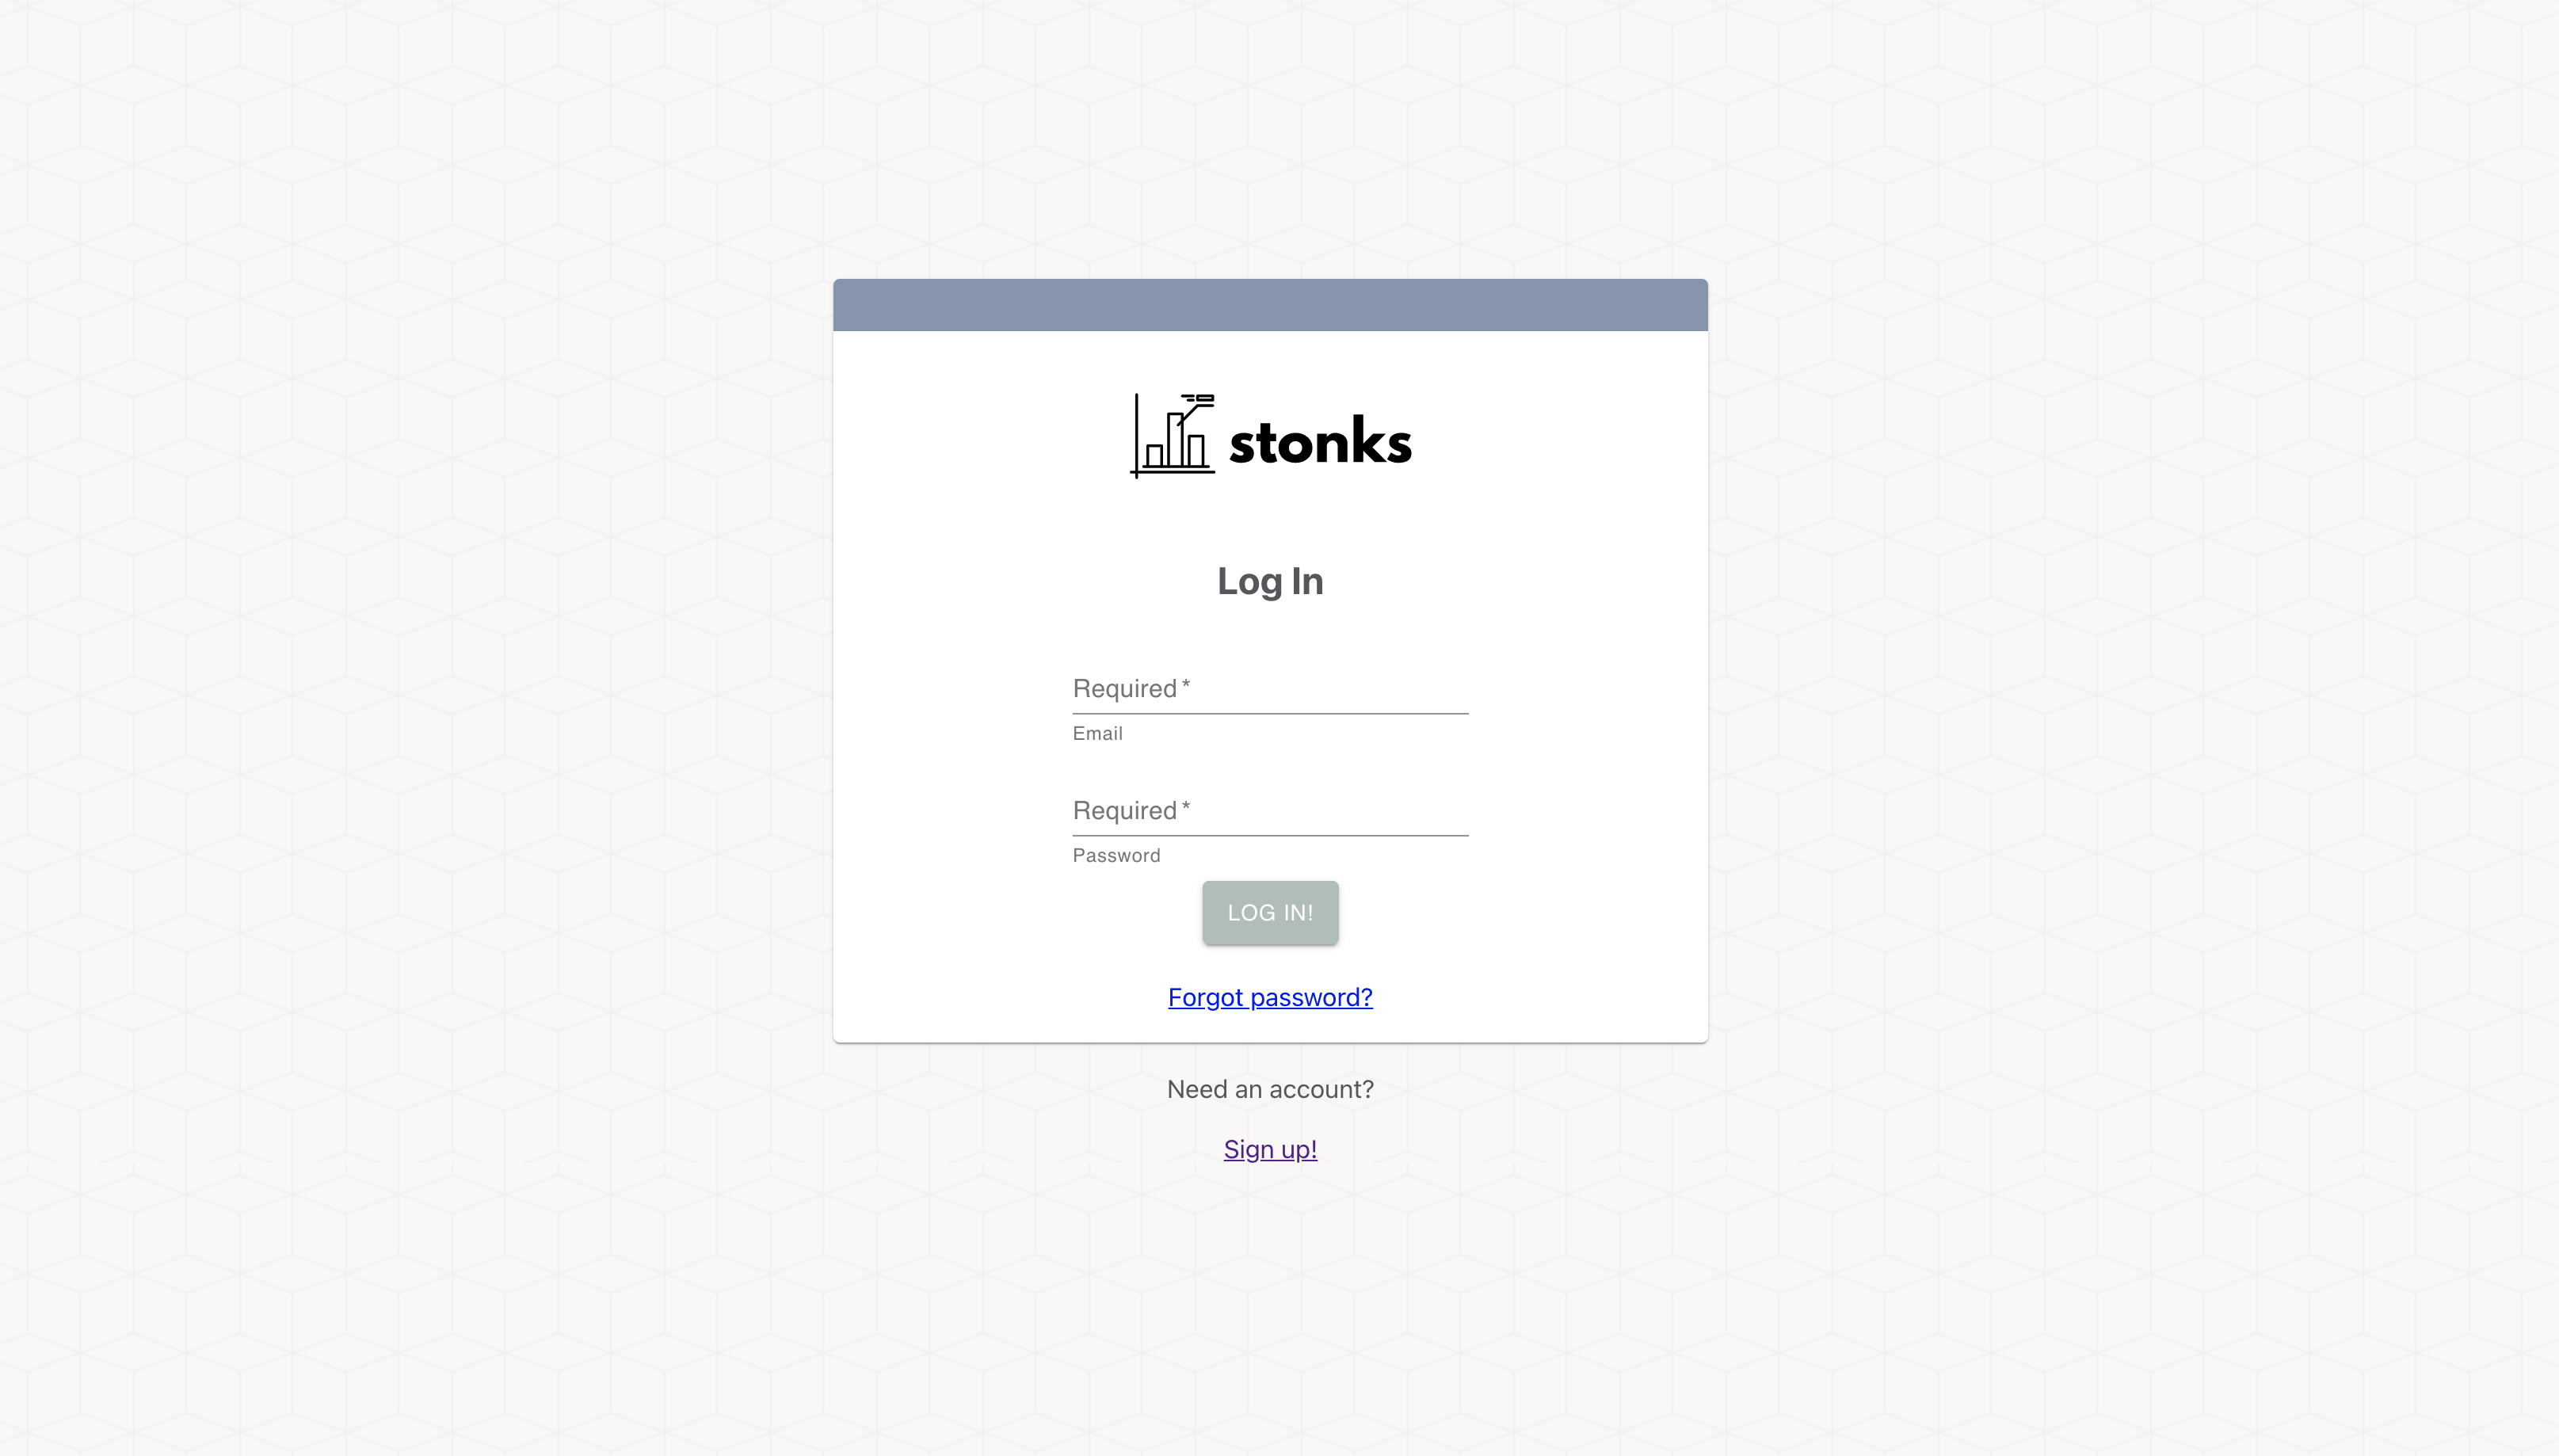 stonks
Log In
Required *
Email
Required *
Password
LOG IN!
Forgot password?
Need an account?
Sign up!